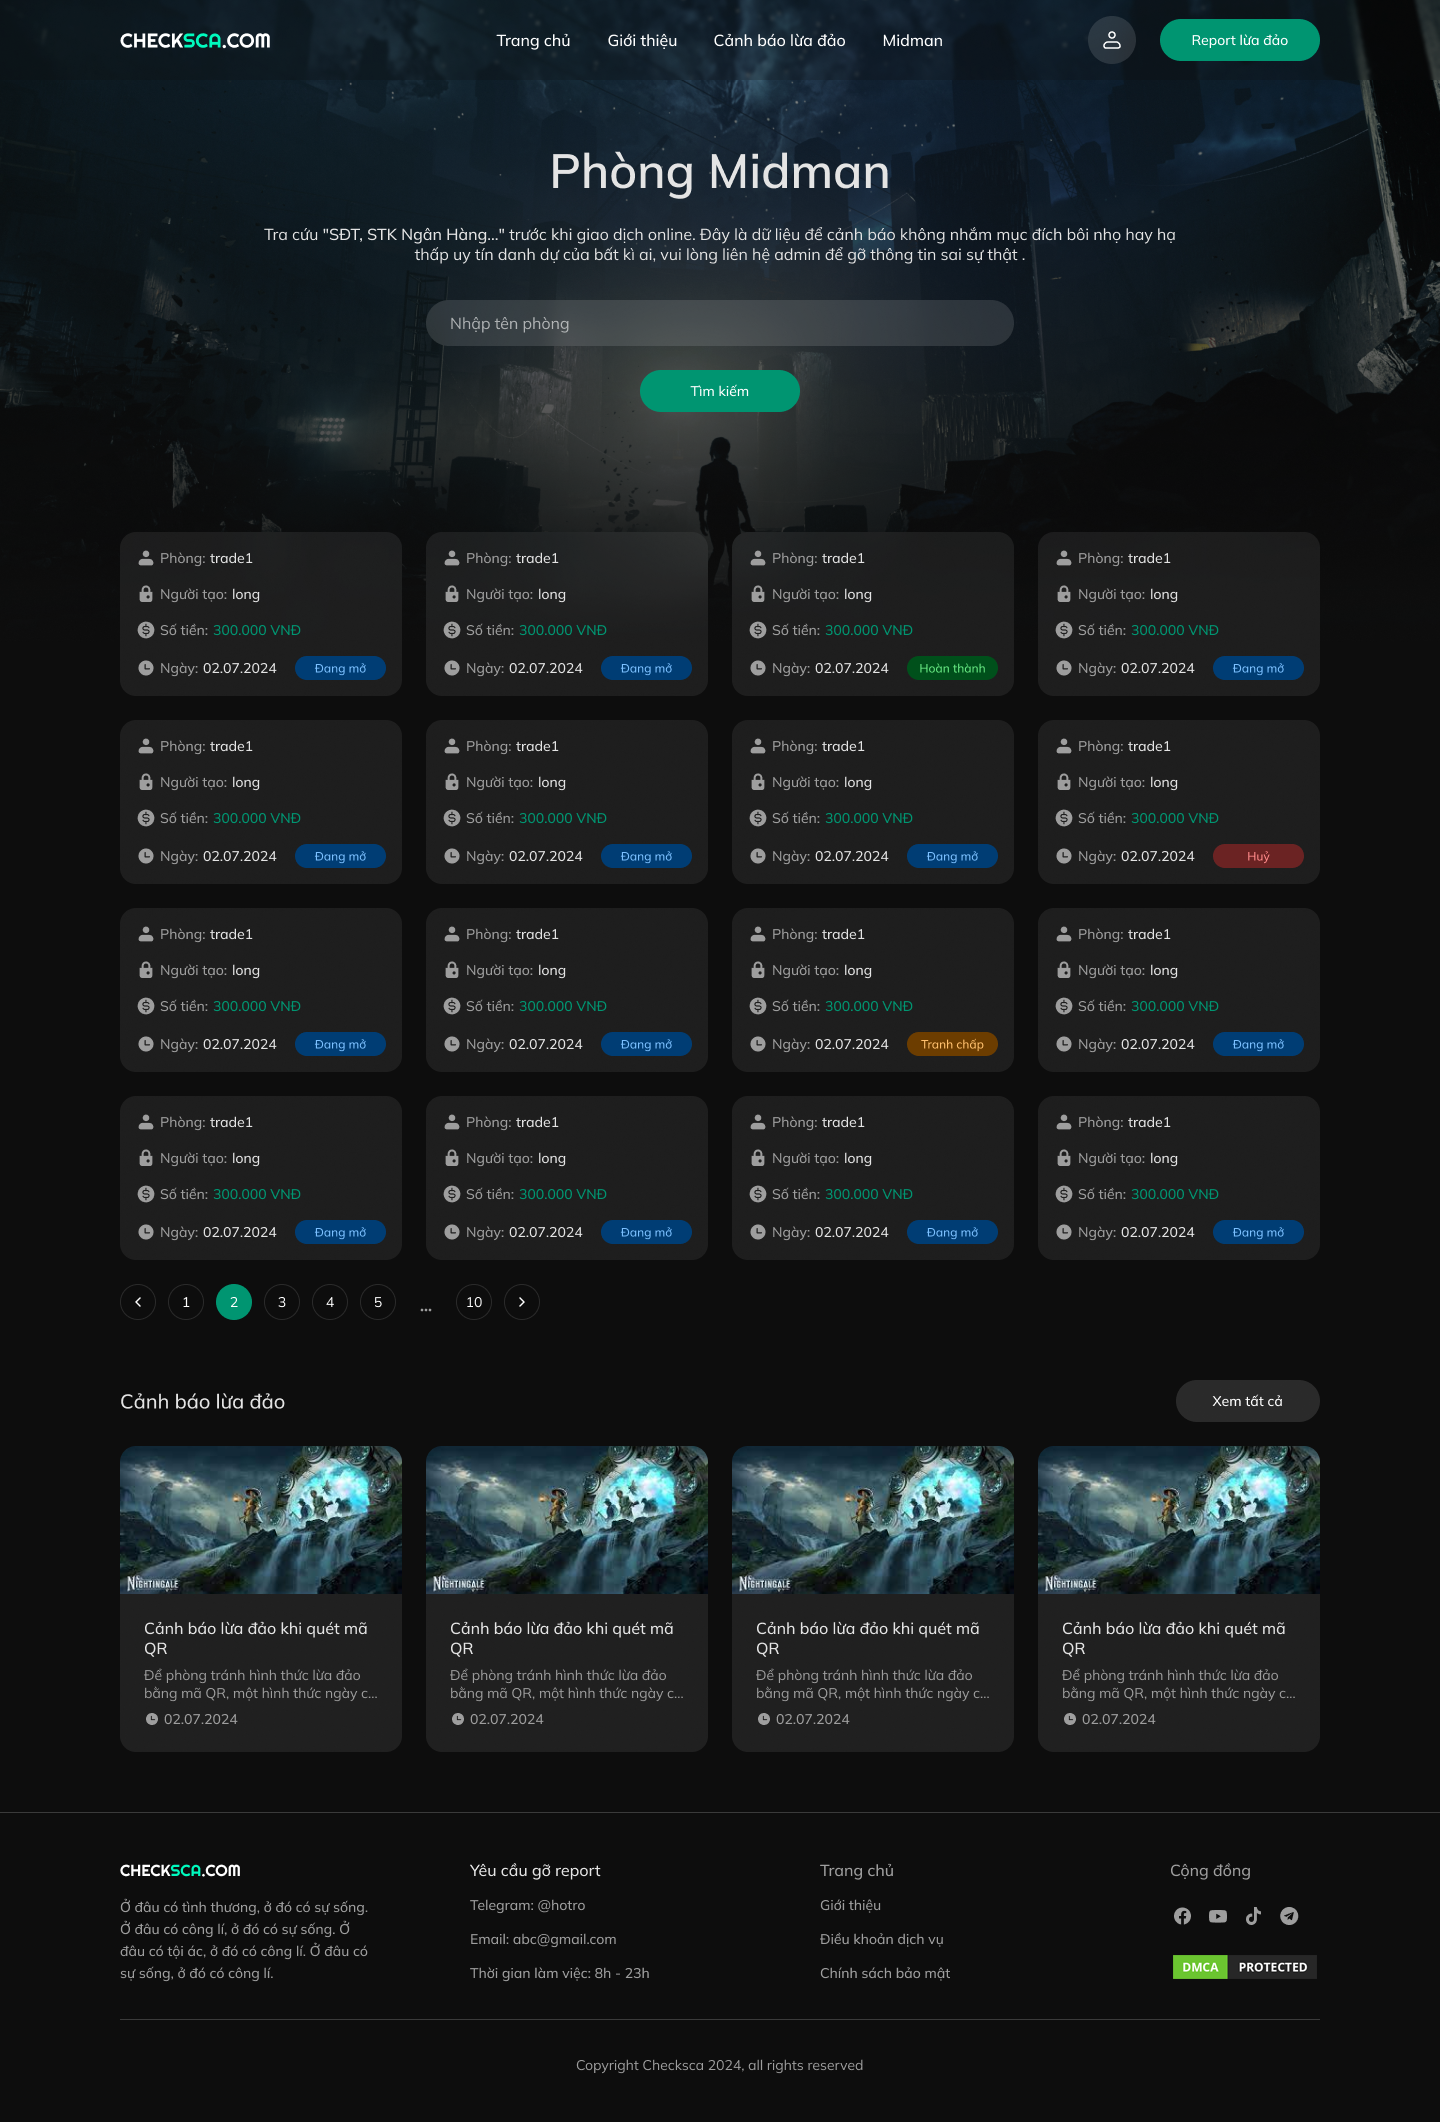 CHECKSCA.COM
Trang chủ
Giới thiệu
Cảnh báo lừa đảo
Midman
Report lừa đảo
Phòng Midman
Tra cứu "SĐT, STK Ngân Hàng..." trước khi giao dịch online. Đây là dữ liệu để cảnh báo không nhắm mục đích bôi nhọ hay hạ
thấp uy tín danh dự của bất kì ai, vui lòng liên hệ admin để gỡ thông tin sai sự thật .
Nhập tên phòng
Tìm kiếm
Phòng: trade1
Người tạo: long
Số tiền: 300.000 VNĐ
Ngày: 02.07.2024 Đang mở
Phòng: trade1
Người tạo: long
Số tiền: 300.000 VNĐ
Ngày: 02.07.2024 Đang mở
Phòng: trade1
Người tạo: long
Số tiền: 300.000 VNĐ
Ngày: 02.07.2024 Hoàn thành
Phòng: trade1
Người tạo: long
Số tiền: 300.000 VNĐ
Ngày: 02.07.2024 Đang mở
Phòng: trade1
Người tạo: long
Số tiền: 300.000 VNĐ
Ngày: 02.07.2024 Đang mở
Phòng: trade1
Người tạo: long
Số tiền: 300.000 VNĐ
Ngày: 02.07.2024 Đang mở
Phòng: trade1
Người tạo: long
Số tiền: 300.000 VNĐ
Ngày: 02.07.2024 Đang mở
Phòng: trade1
Người tạo: long
Số tiền: 300.000 VNĐ
Ngày: 02.07.2024 Huỷ
Phòng: trade1
Người tạo: long
Số tiền: 300.000 VNĐ
Ngày: 02.07.2024 Đang mở
Phòng: trade1
Người tạo: long
Số tiền: 300.000 VNĐ
Ngày: 02.07.2024 Đang mở
Phòng: trade1
Người tạo: long
Số tiền: 300.000 VNĐ
Ngày: 02.07.2024 Tranh chấp
Phòng: trade1
Người tạo: long
Số tiền: 300.000 VNĐ
Ngày: 02.07.2024 Đang mở
Phòng: trade1
Người tạo: long
Số tiền: 300.000 VNĐ
Ngày: 02.07.2024 Đang mở
Phòng: trade1
Người tạo: long
Số tiền: 300.000 VNĐ
Ngày: 02.07.2024 Đang mở
Phòng: trade1
Người tạo: long
Số tiền: 300.000 VNĐ
Ngày: 02.07.2024 Đang mở
Phòng: trade1
Người tạo: long
Số tiền: 300.000 VNĐ
Ngày: 02.07.2024 Đang mở
1 2 3 4 5 ... 10
Cảnh báo lừa đảo
Xem tất cả
NIGHTINGALE
Cảnh báo lừa đảo khi quét mã
QR
Để phòng tránh hình thức lừa đảo
bằng mã QR, một hình thức ngày c...
02.07.2024
NIGHTINGALE
Cảnh báo lừa đảo khi quét mã
QR
Để phòng tránh hình thức lừa đảo
bằng mã QR, một hình thức ngày c...
02.07.2024
NIGHTINGALE
Cảnh báo lừa đảo khi quét mã
QR
Để phòng tránh hình thức lừa đảo
bằng mã QR, một hình thức ngày c...
02.07.2024
NIGHTINGALE
Cảnh báo lừa đảo khi quét mã
QR
Để phòng tránh hình thức lừa đảo
bằng mã QR, một hình thức ngày c...
02.07.2024
CHECKSCA.COM
Ở đâu có tình thương, ở đó có sự sống.
Ở đâu có công lí, ở đó có sự sống. Ở
đâu có tội ác, ở đó có công lí. Ở đâu có
sự sống, ở đó có công lí.
Yêu cầu gỡ report
Telegram: @hotro
Email: abc@gmail.com
Thời gian làm việc: 8h - 23h
Trang chủ
Giới thiệu
Điều khoản dịch vụ
Chính sách bảo mật
Cộng đồng
DMCA PROTECTED
Copyright Checksca 2024, all rights reserved